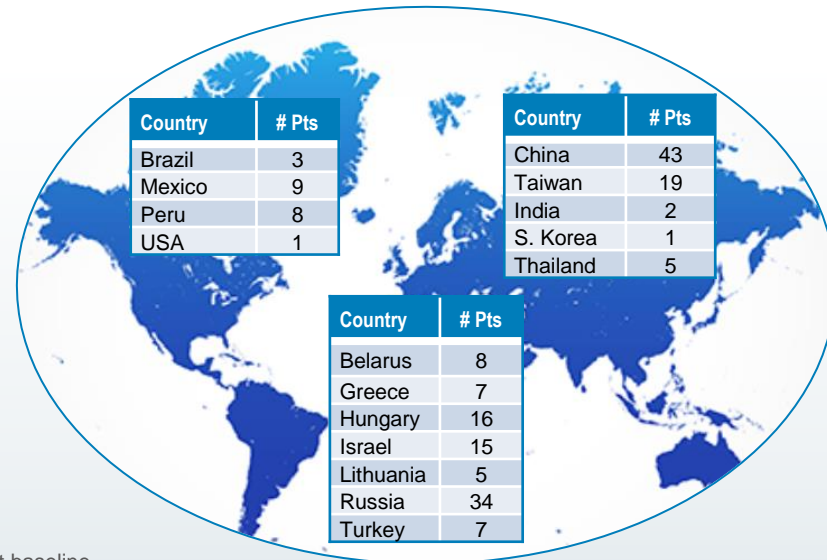 Country # Pts
Brazil 3
Mexico 9
Peru 8
USA 1
Country # Pts
China 43
Taiwan 19
India 2
S. Korea 1
Thailand 5
Country # Pts
Belarus 8
Greece 7
Hungary 16
Israel 15
Lithuania 5
Russia 34
Turkey 7
baseline